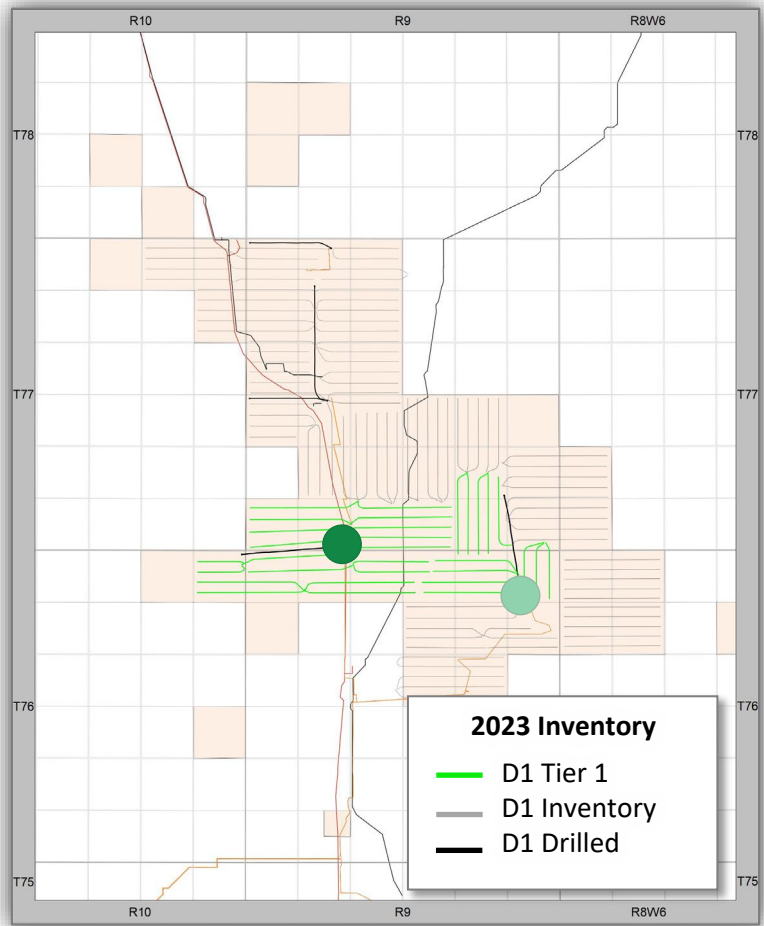 R10 R9 R8W6
T78 T78
T77 T77
2023 Inventory
D1 Tier 1
D1 Inventory
D1 Drilled
T76 T76
T75 T75
R10 R9 R8W6